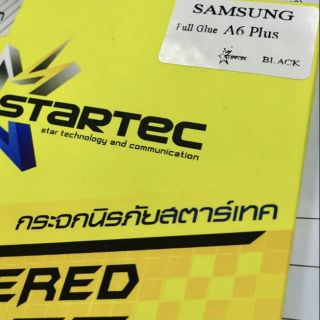 SAMSUNG
Full Glue A6 Plus
STARTEC BLACK
STARTEC
star technology and communication
กระจกนิรภัยสตาร์เทค
ERED